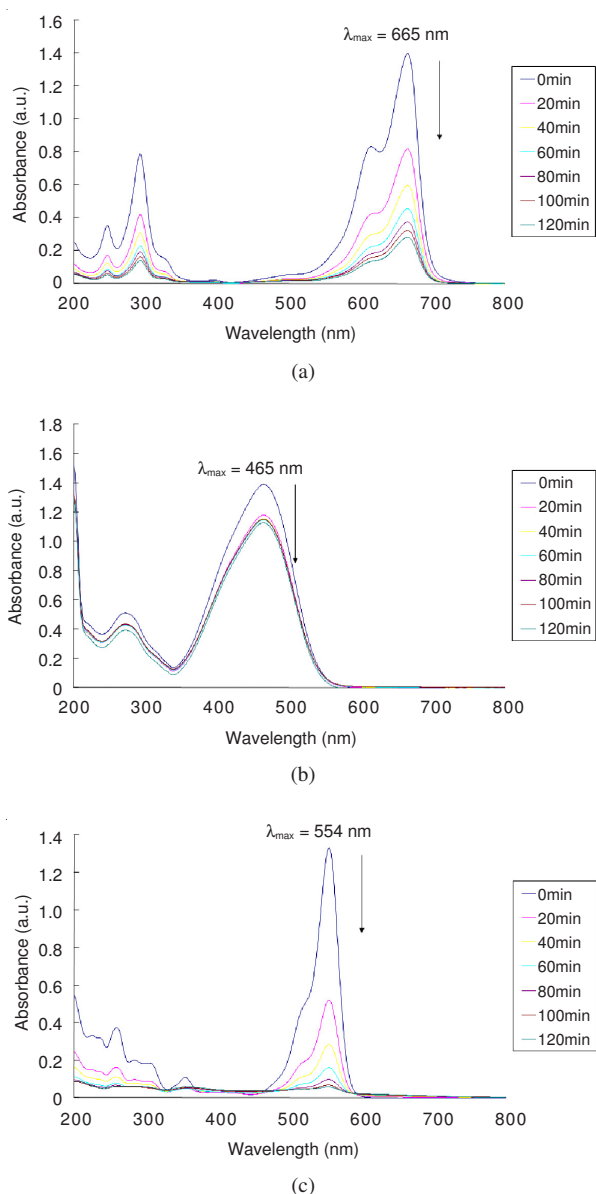 1.6
1.4
1.2
1.0
0.8
0.6
0.4
0.2
0
Absorbance (a.u.)
λmax = 665 nm
0min
20min
40min
60min
80min
100min
120min
200 300 400 500 600 700 800
Wavelength (nm)
(a)
1.8
1.6
1.4
1.2
1.0
0.8
0.6
0.4
0.2
0
Absorbance (a.u.)
λmax = 465 nm
0min
20min
40min
60min
80min
100min
120min
200 300 400 500 600 700 800
Wavelength (nm)
(b)
1.4
1.2
1.0
0.8
0.6
0.4
0.2
0
Absorbance (a.u.)
λmax = 554 nm
0min
20min
40min
60min
80min
100min
120min
200 300 400 500 600 700 800
Wavelength (nm)
(c)